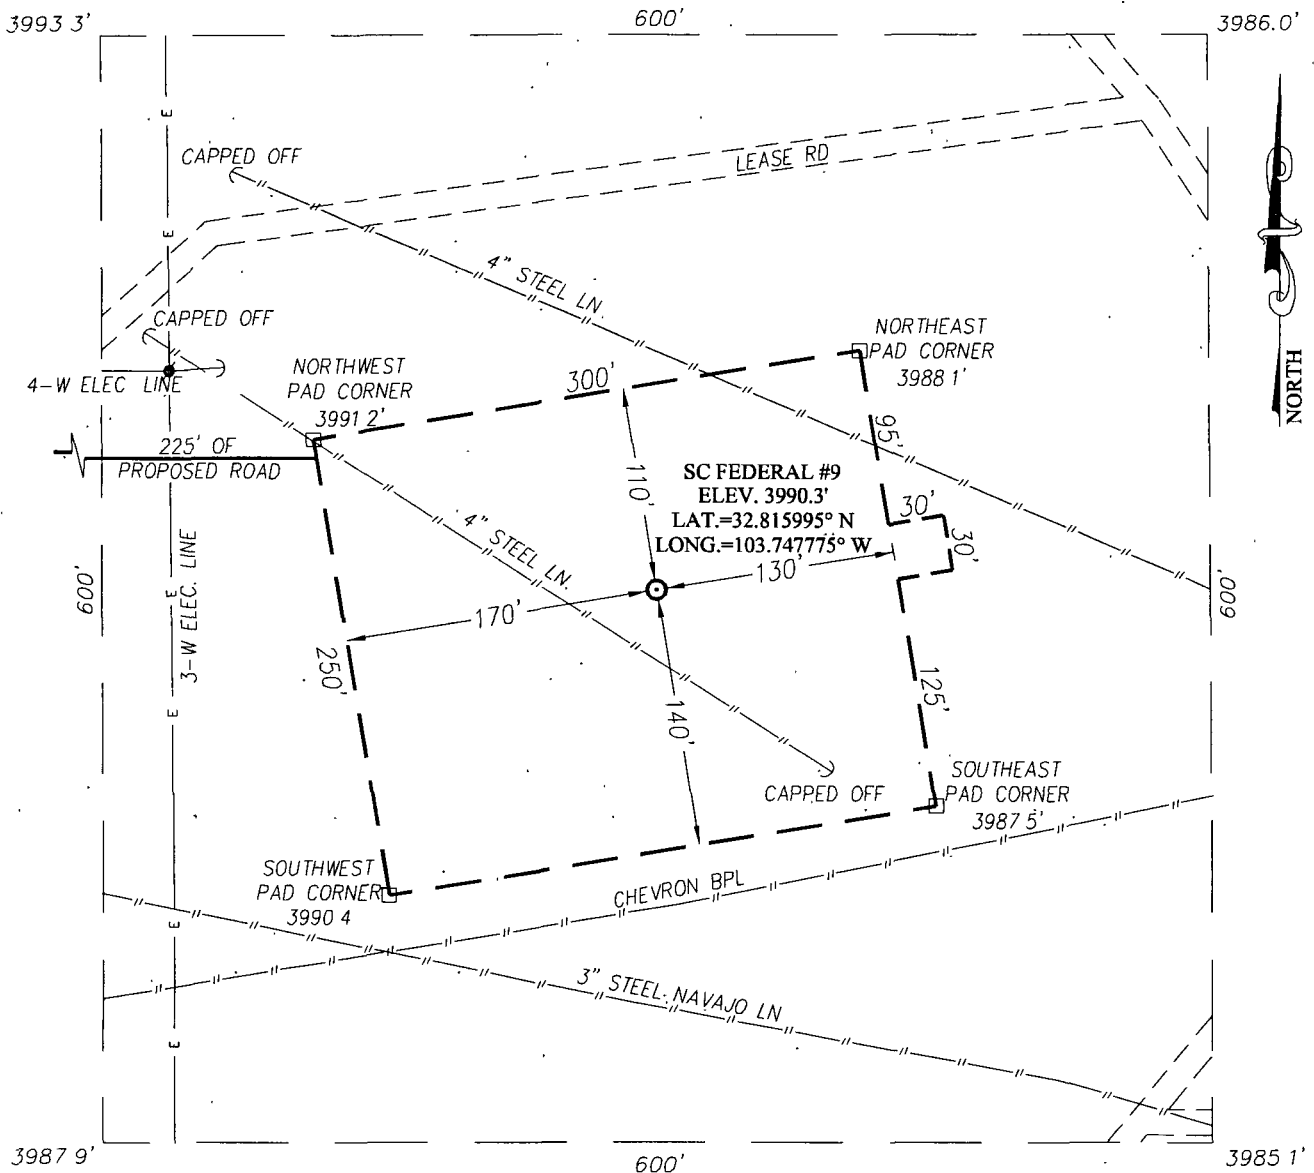 3993 3'
600'
3986.0'
CAPPED OFF
LEASE RD
4" STEEL LN
CAPPED OFF
NORTHEAST
PAD CORNER
3988 1'
NORTH
4-W ELEC LINE
NORTHWEST
PAD CORNER
3991 2'
300'
225' OF
PROPOSED ROAD
95'
110'
SC FEDERAL #9
ELEV. 3990.3'
LAT.=32.815995° N
LONG.=103.747775° W
30'
30'
4" STEEL LN.
130'
600'
3-W ELEC. LINE
E
E
E
E
E
E
170'
600'
250'
125'
140'
CAPPED OFF
SOUTHEAST
PAD CORNER
3987 5'
SOUTHWEST
PAD CORNER
3990 4
CHEVRON BPL
3" STEEL NAVAJO LN
3987 9'
600'
3985 1'